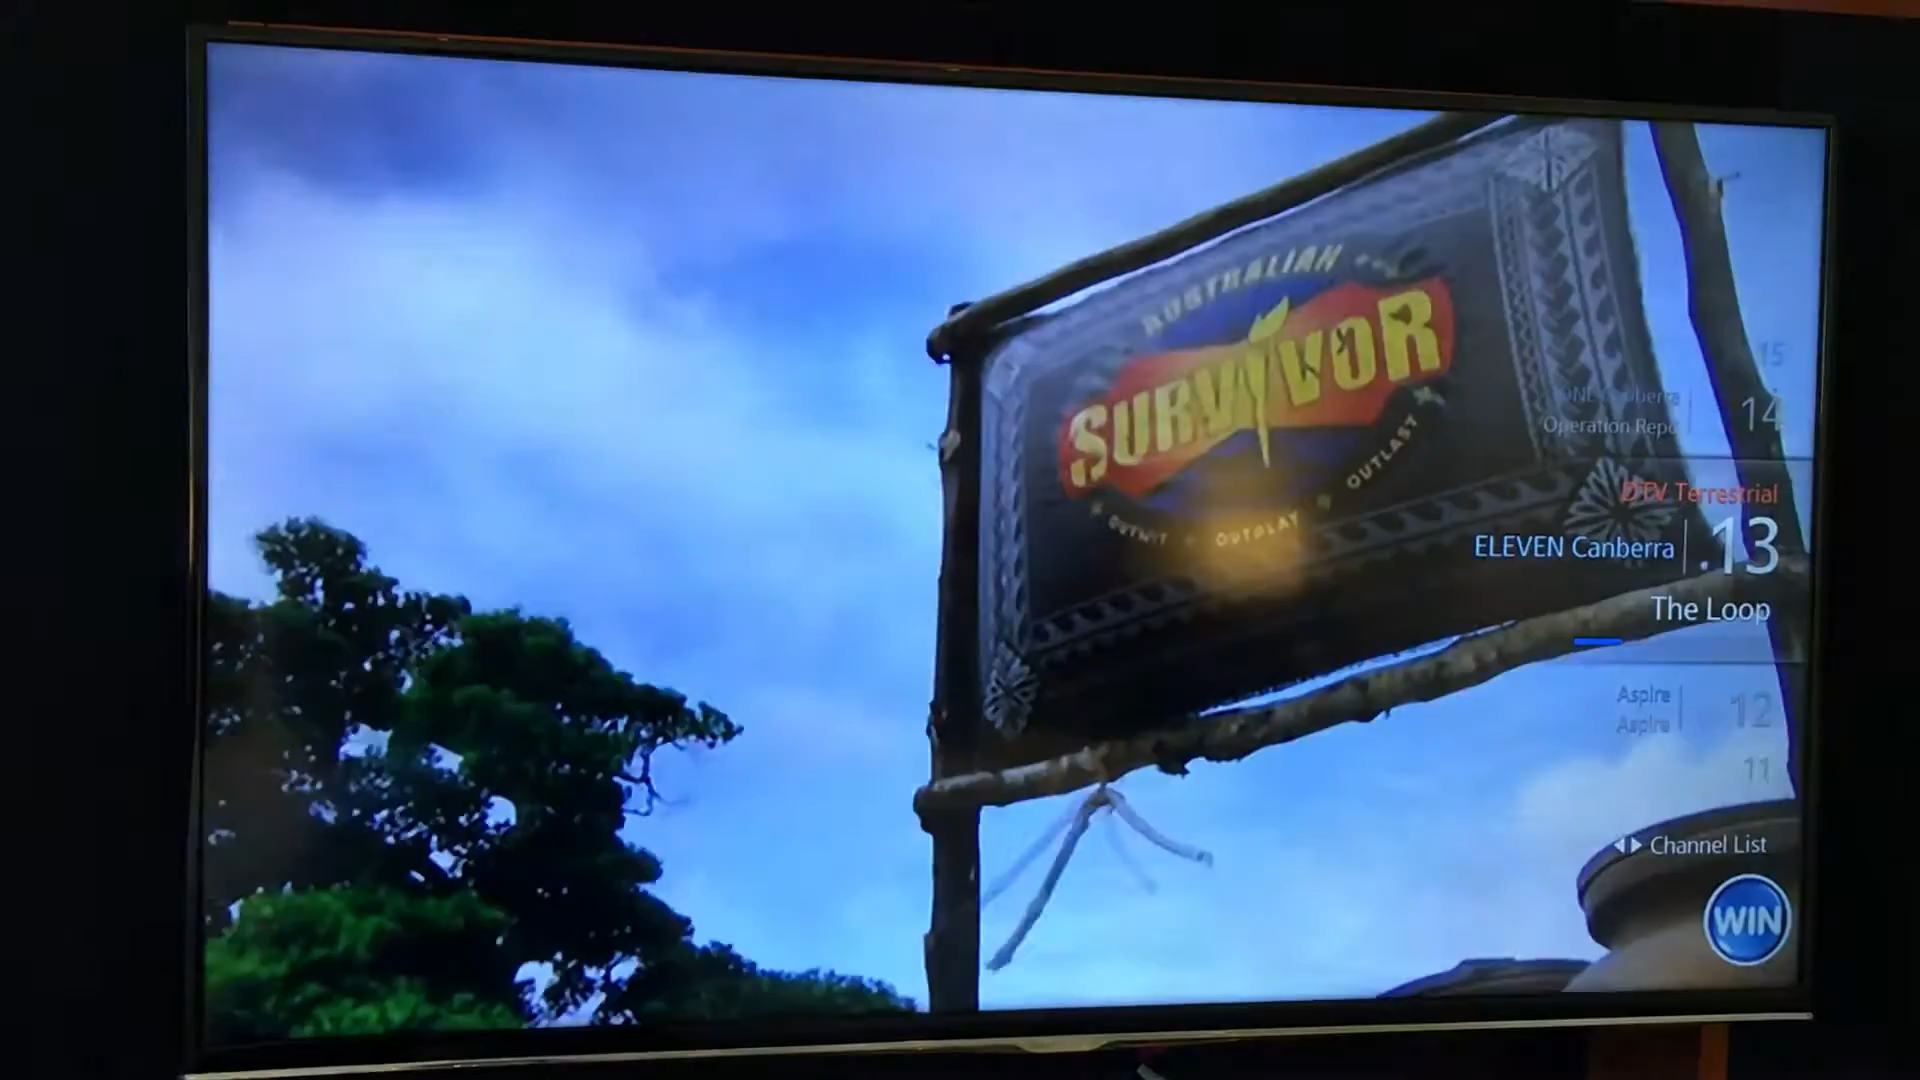 AUSTRALIAN
SURVIVOR
OUTWIT OUTPLAY OUTLAST
15
14
Operation Repo
DTV Terrestrial
ELEVEN Canberra .13
The Loop
Aspire 12
Aspire
11
Channel List
WIN